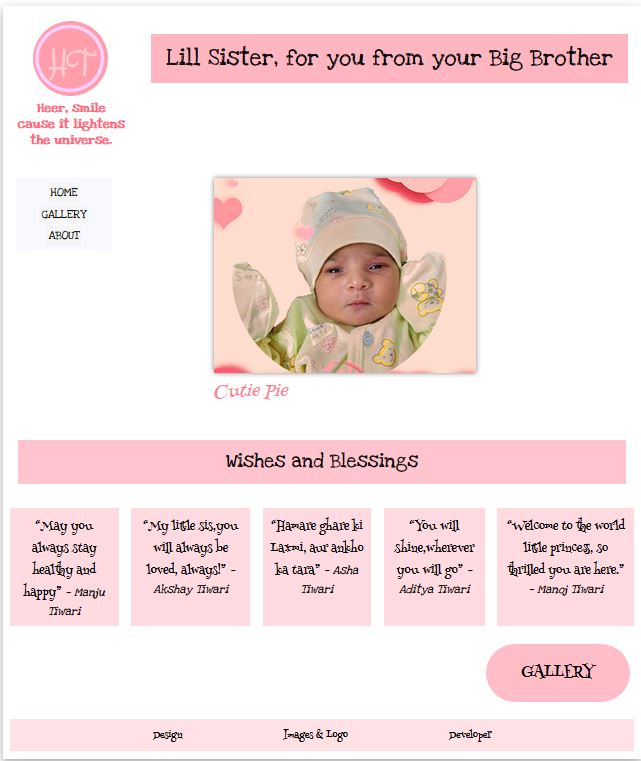 HT
Heer, Smile
cause it lightens
the universe.
Lill Sister, for you from your Big Brother
HOME
GALLERY
ABOUT
Cutie Pie
Wishes and Blessings
“May you
always stay
healthy and
happy” - Manju
Tiwari
“My little sis,you
will always be
loved, always!” -
Akshay Tiwari
“Hamare ghare ki
Laxmi, aur ankho
ka tara” - Asha
Tiwari
“You will
shine,wherever
you will go” -
Aditya Tiwari
“Welcome to the world
little princess, so
thrilled you are here.”
- Manoj Tiwari
GALLERY
Design
Images & Logo
Developer